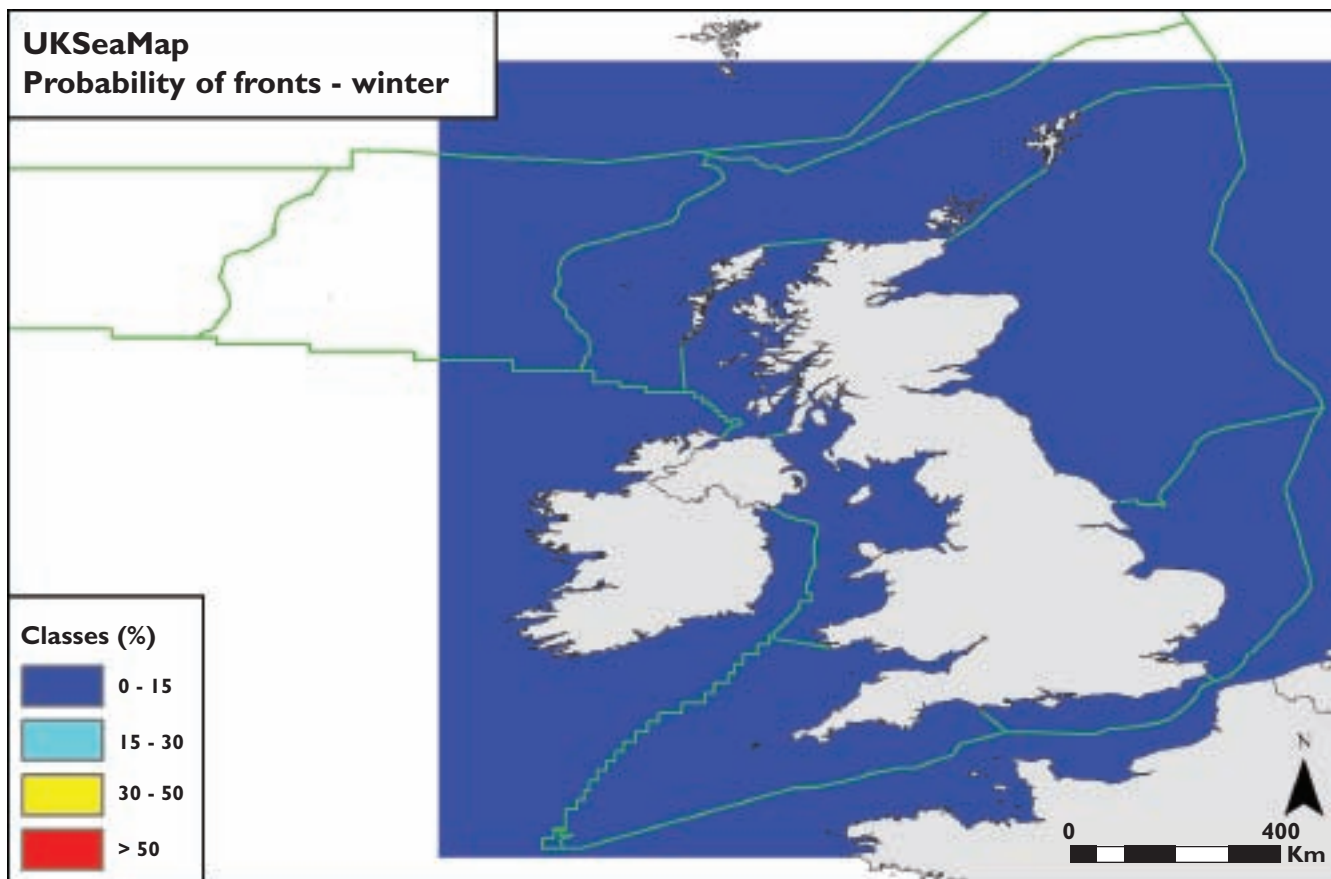 UKSeaMap
Probability of fronts - winter
Classes (%)
0 - 15
15 - 30
30 - 50
> 50
N
0 400
Km